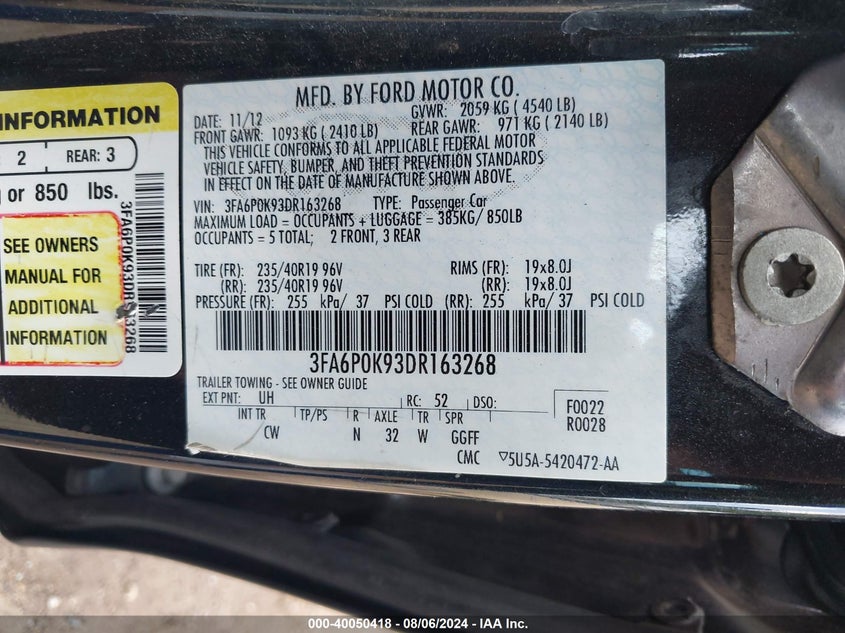 INFORMATION
2
REAR: 3
or 850 lbs.
SEE OWNERS
MANUAL FOR
ADDITIONAL
INFORMATION
MFD. BY FORD MOTOR CO.
DATE: 11/12 GVWR: 2059 KG ( 4540 LB)
FRONT GAWR: 1093 KG ( 2410 LB) REAR GAWR: 971 KG ( 2140 LB)
THIS VEHICLE CONFORMS TO ALL APPLICABLE FEDERAL MOTOR
VEHICLE SAFETY, BUMPER, AND THEFT PREVENTION STANDARDS
IN EFFECT ON THE DATE OF MANUFACTURE SHOWN ABOVE.
VIN: 3FA6P0K93DR163268 TYPE: Passenger Car
MAXIMUM LOAD = OCCUPANTS + LUGGAGE = 385KG/ 850LB
OCCUPANTS = 5 TOTAL; 2 FRONT, 3 REAR
TIRE (FR): 235/40R19 96V RIMS (FR): 19x8.0J
(RR): 235/40R19 96V (RR): 19x8.0J
PRESSURE (FR): 255 kPa/ 37 PSI COLD (RR): 255 kPa/ 37 PSI COLD
3FA6P0K93DR163268
TRAILER TOWING - SEE OWNER GUIDE
EXT PNT: UH RC: 52 DSO:
INT TR TP/PS R AXLE TR SPR
CW N 32 W GGFF
F0022
R0028
CMC ▽5U5A-5420472-AA
000-40050418 - 08/06/2024 - IAAI Inc.